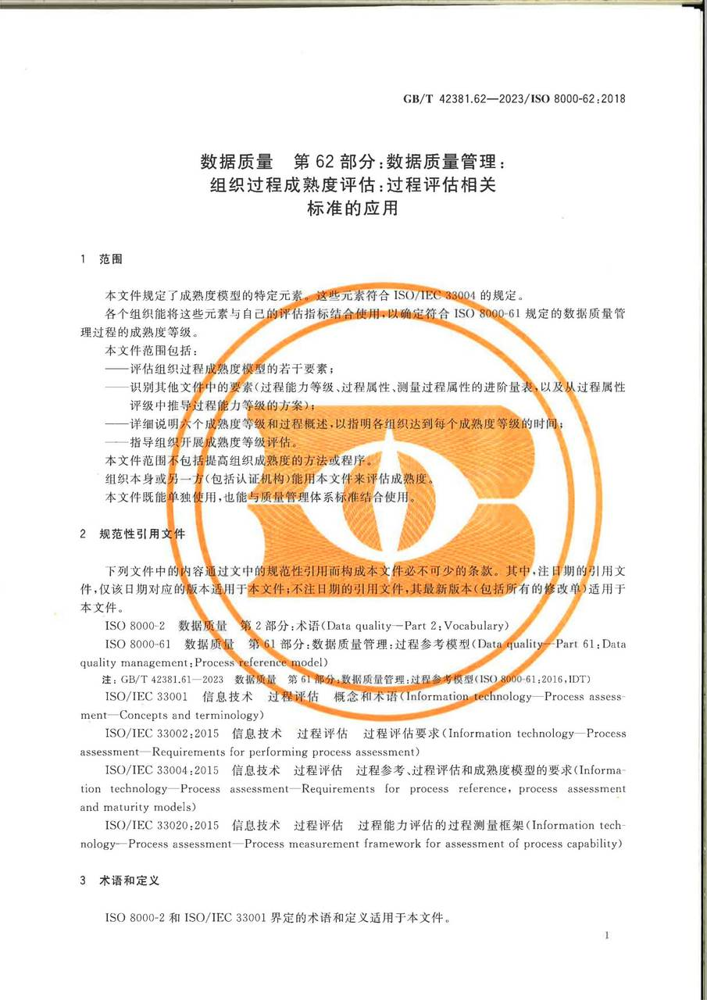 GB/T 42381.62—2023/ISO 8000-62:2018
数据质量 第62部分:数据质量管理:
组织过程成熟度评估:过程评估相关
标准的应用
1 范围
本文件规定了成熟度模型的特定元素。这些元素符合 ISO/IEC 33004 的规定。
各个组织能将这些元素与自己的评估指标结合使用,以确定符合 ISO 8000-61 规定的数据质量管
理过程的成熟度等级。
本文件范围包括:
——评估组织过程成熟度模型的若干要素;
——识别其他文件中的要素(过程能力等级、过程属性、测量过程属性的进阶量表,以及从过程属性
评级中推导过程能力等级的方案);
——详细说明六个成熟度等级和过程概述,以指明各组织达到每个成熟度等级的时间;
——指导组织开展成熟度等级评估。
本文件范围不包括提高组织成熟度的方法或程序。
组织本身或另一方(包括认证机构)能用本文件来评估成熟度。
本文件既能单独使用,也能与质量管理体系标准结合使用。
2 规范性引用文件
下列文件中的内容通过文中的规范性引用而构成本文件必不可少的条款。其中,注日期的引用文
件,仅该日期对应的版本适用于本文件;不注日期的引用文件,其最新版本(包括所有的修改单)适用于
本文件。
ISO 8000-2 数据质量 第2部分:术语(Data quality—Part 2:Vocabulary)
ISO 8000-61 数据质量 第61部分:数据质量管理:过程参考模型(Data quality—Part 61:Data
quality management:Process reference model)
注:GB/T 42381.61—2023 数据质量 第61部分:数据质量管理:过程参考模型(ISO 8000-61:2016,IDT)
ISO/IEC 33001 信息技术 过程评估 概念和术语(Information technology—Process assess-
ment—Concepts and terminology)
ISO/IEC 33002:2015 信息技术 过程评估 过程评估要求(Information technology—Process
assessment—Requirements for performing process assessment)
ISO/IEC 33004:2015 信息技术 过程评估 过程参考、过程评估和成熟度模型的要求(Informa-
tion technology—Process assessment—Requirements for process reference, process assessment
and maturity models)
ISO/IEC 33020:2015 信息技术 过程评估 过程能力评估的过程测量框架(Information tech-
nology—Process assessment—Process measurement framework for assessment of process capability)
3 术语和定义
ISO 8000-2 和 ISO/IEC 33001 界定的术语和定义适用于本文件。
1